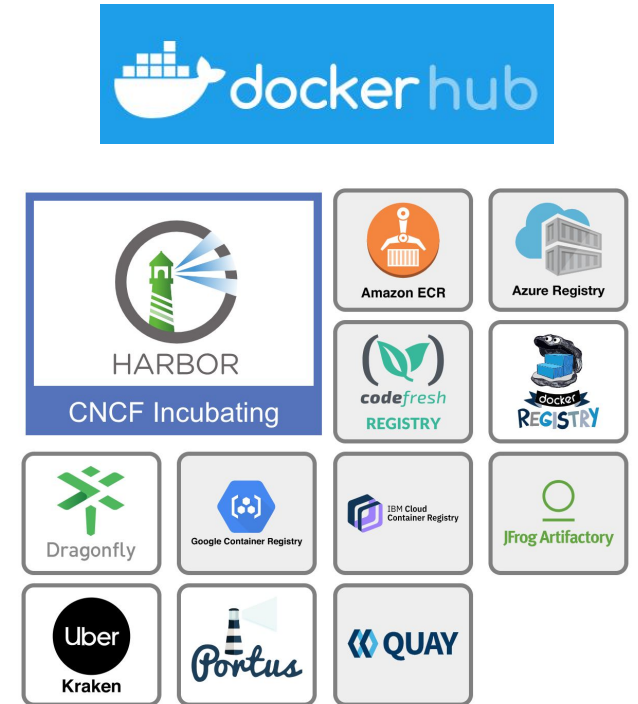 dockerhub
HARBOR
CNCF Incubating
Amazon ECR
Azure Registry
codefresh
REGISTRY
docker
REGISTRY
Dragonfly
Google Container Registry
IBM Cloud
Container Registry
JFrog Artifactory
Uber
Kraken
Portus
QUAY